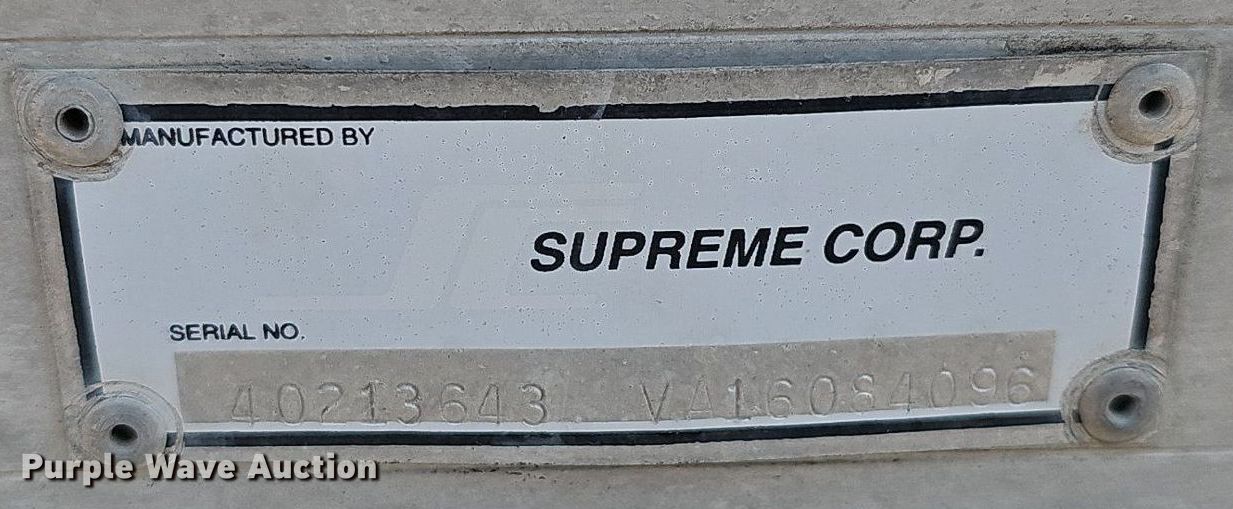 MANUFACTURED BY
SUPREME CORP.
SERIAL NO.
40213643 VA16084096
Purple Wave Auction